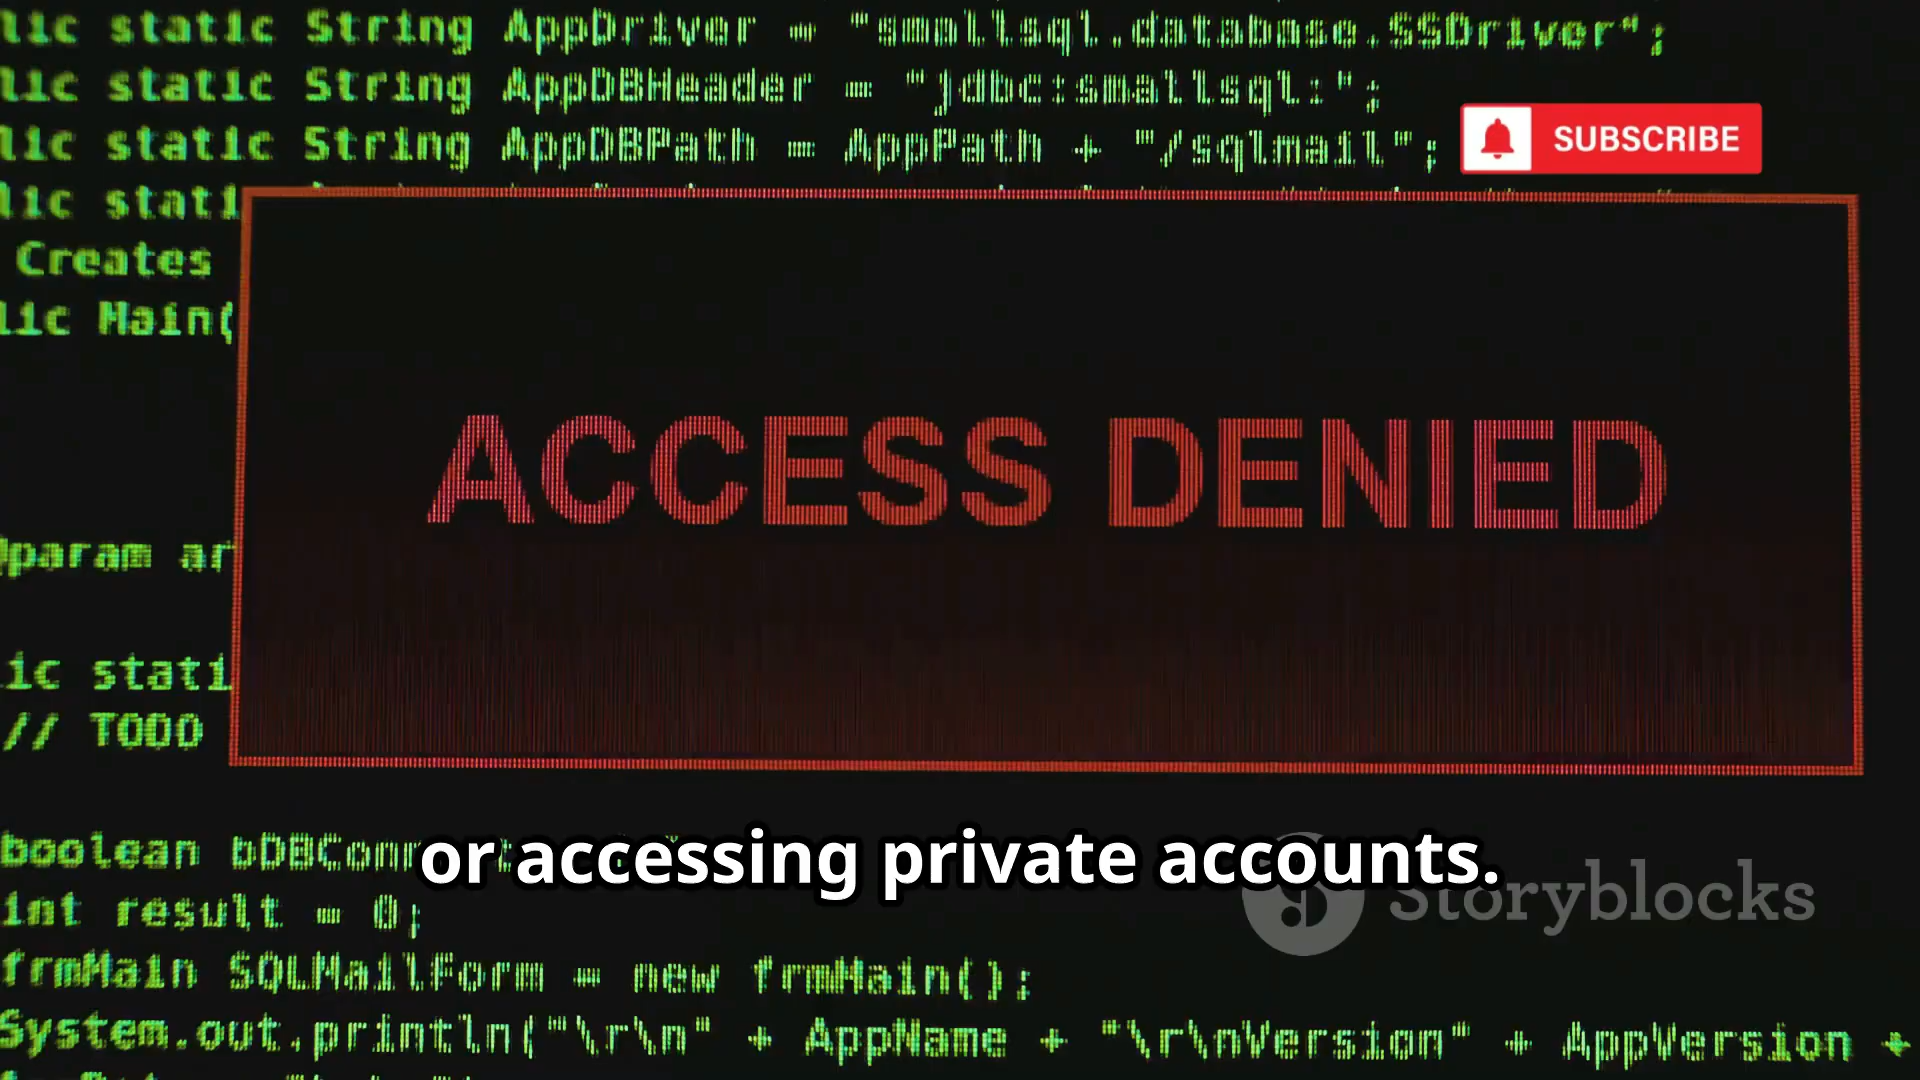 lic static String AppDriver = "smallsql.database.SSDriver";
lic static String AppDBHeader = "jdbc:smallsql:";
lic static String AppDBPath = AppPath + "/sqlmail";
SUBSCRIBE
lic stati
Creates
lic Main(
ACCESS DENIED
@param ar
ic stati
// TODO
boolean bDBConn
or accessing private accounts.
Storyblocks
int result = 0;
frmMain SQLMailForm = new frmMain();
System.out.println("\r\n" + AppName + "\r\nVersion" + AppVersion +